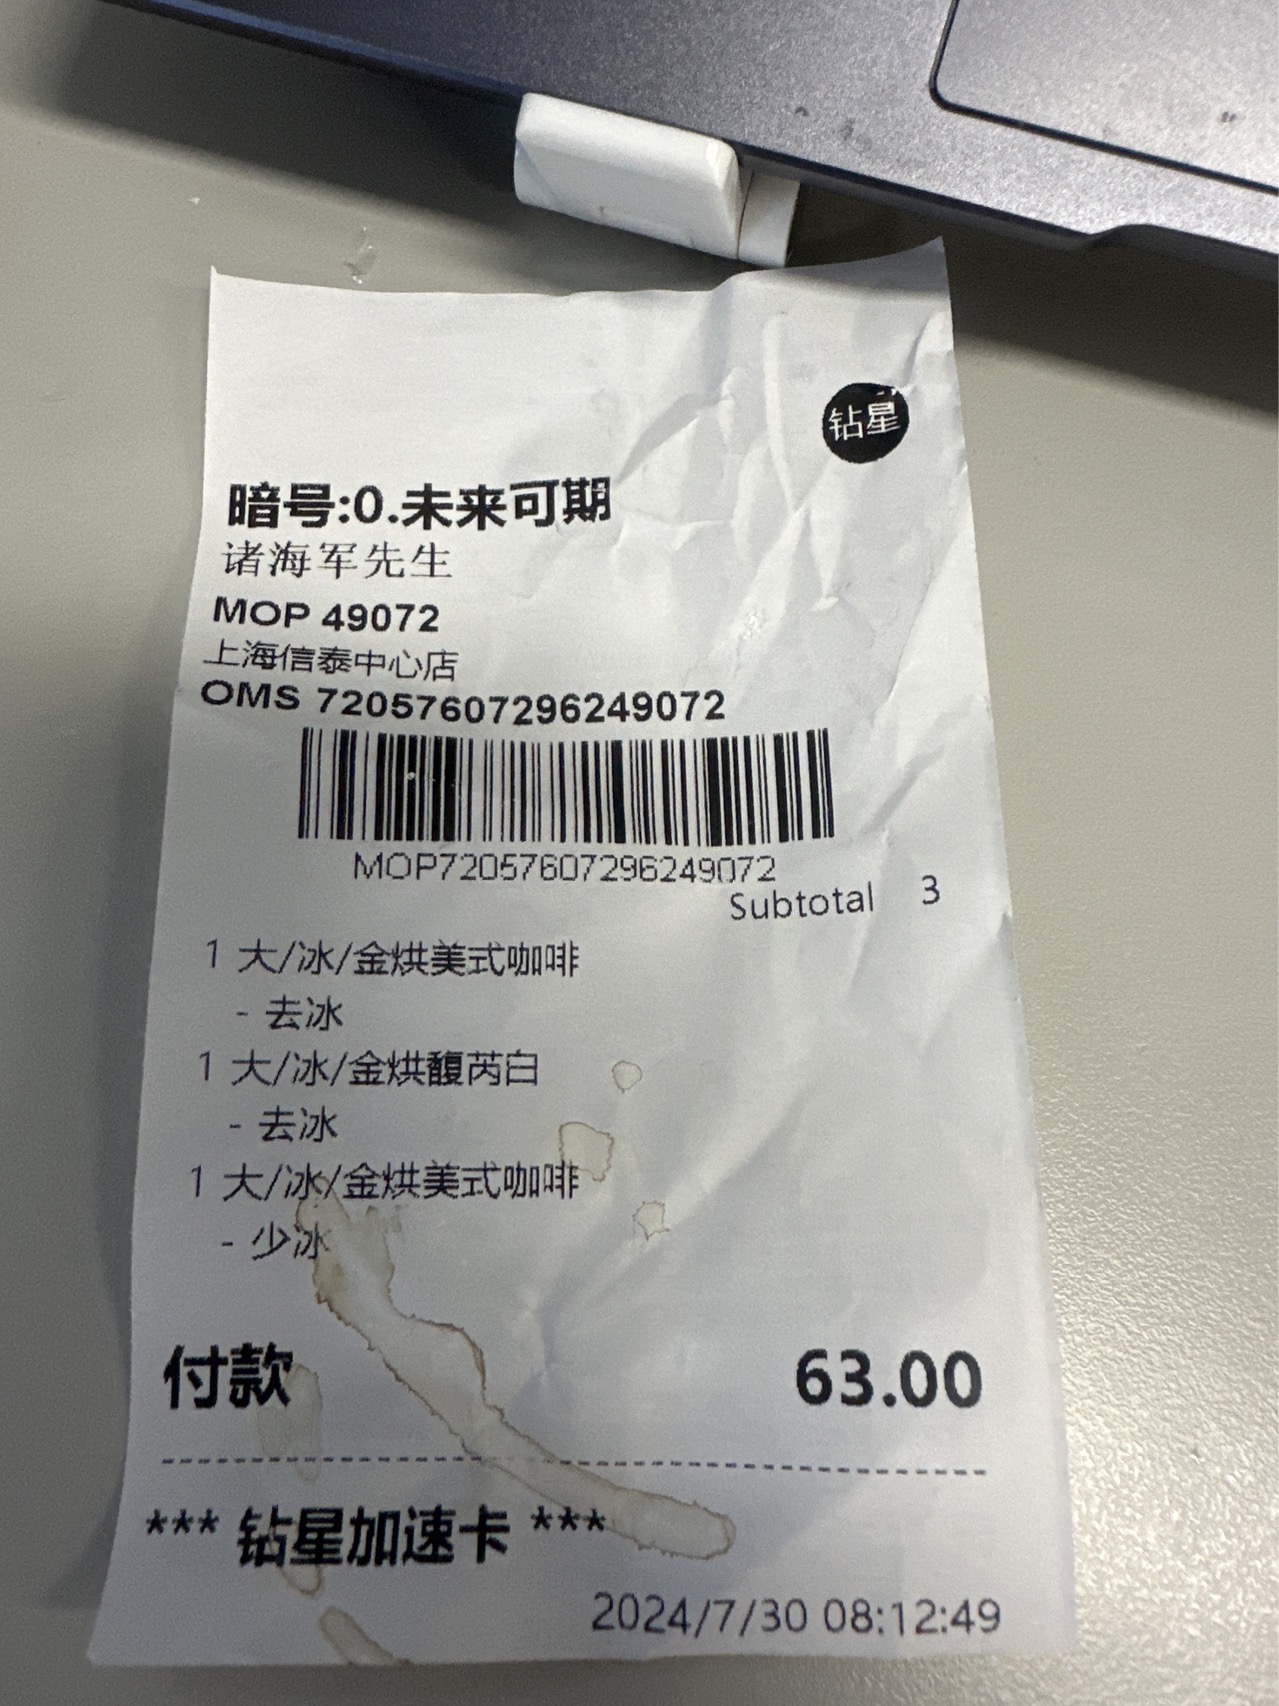 钻星
暗号:0.未来可期
诸海军先生
MOP 49072
上海信泰中心店
OMS 72057607296249072
MOP72057607296249072
Subtotal 3
1 大/冰/金烘美式咖啡
- 去冰
1 大/冰/金烘馥芮白
- 去冰
1 大/冰/金烘美式咖啡
- 少冰
付款 63.00
*** 钻星加速卡 ***
2024/7/30 08:12:49